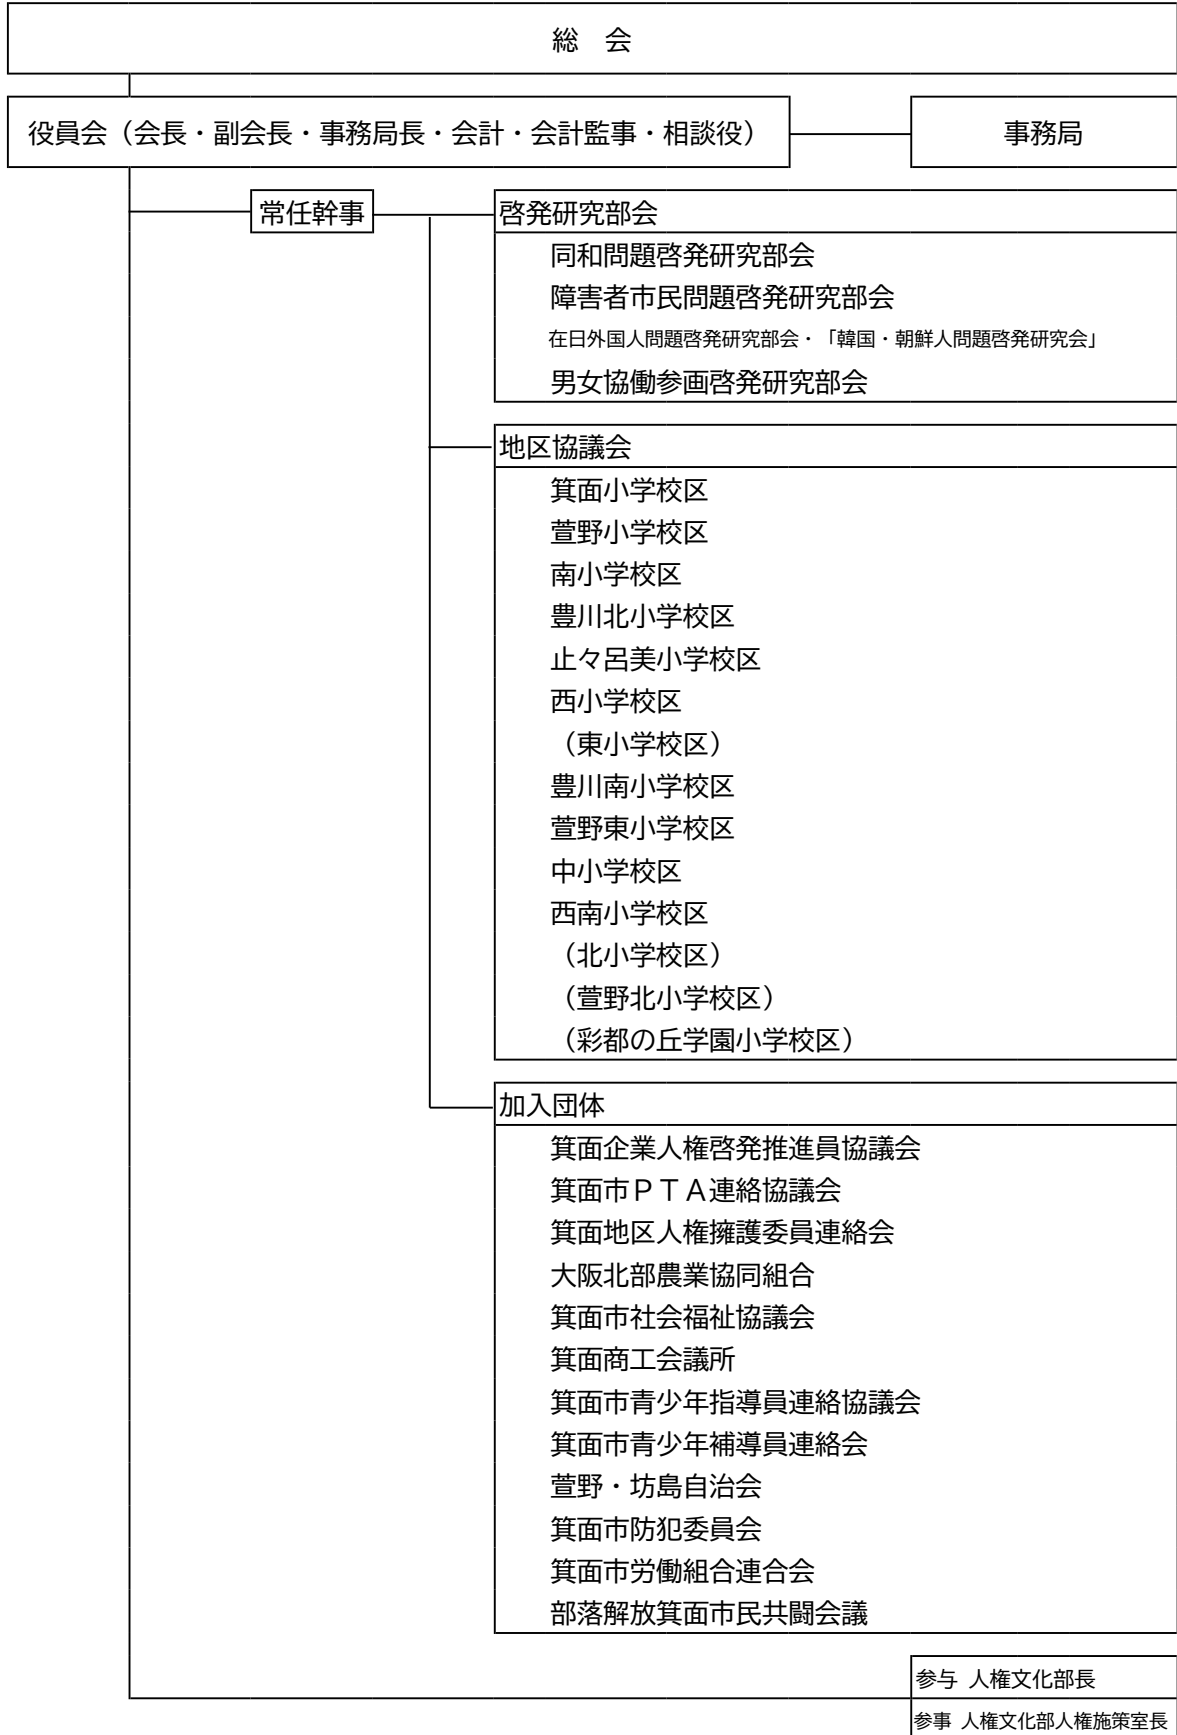 総　会
役員会（会長・副会長・事務局長・会計・会計監事・相談役）
事務局
常任幹事
啓発研究部会
同和問題啓発研究部会
障害者市民問題啓発研究部会
在日外国人問題啓発研究部会・「韓国・朝鮮人問題啓発研究会」
男女協働参画啓発研究部会
地区協議会
箕面小学校区
萱野小学校区
南小学校区
豊川北小学校区
止々呂美小学校区
西小学校区
（東小学校区）
豊川南小学校区
萱野東小学校区
中小学校区
西南小学校区
（北小学校区）
（萱野北小学校区）
（彩都の丘学園小学校区）
加入団体
箕面企業人権啓発推進員協議会
箕面市ＰＴＡ連絡協議会
箕面地区人権擁護委員連絡会
大阪北部農業協同組合
箕面市社会福祉協議会
箕面商工会議所
箕面市青少年指導員連絡協議会
箕面市青少年補導員連絡会
萱野・坊島自治会
箕面市防犯委員会
箕面市労働組合連合会
部落解放箕面市民共闘会議
参与 人権文化部長
参事 人権文化部人権施策室長